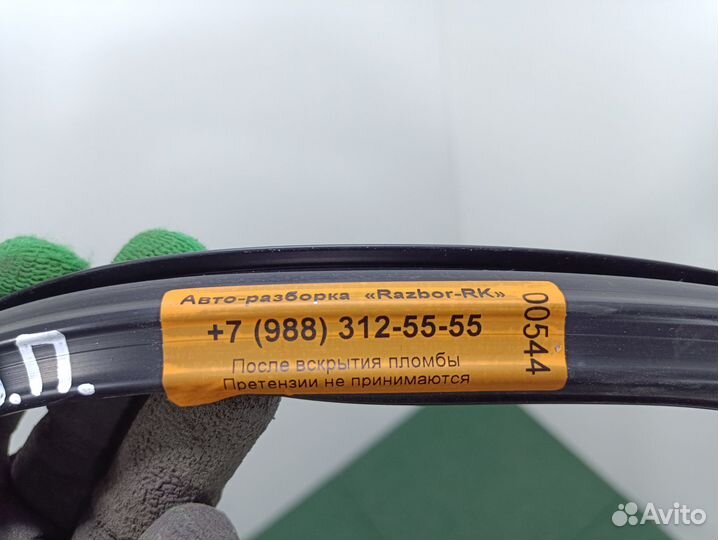 Авто-разборка «Razbor-RK»
+7 (988) 312-55-55
После вскрытия пломбы
Претензии не принимаются
00544
П.
Avito